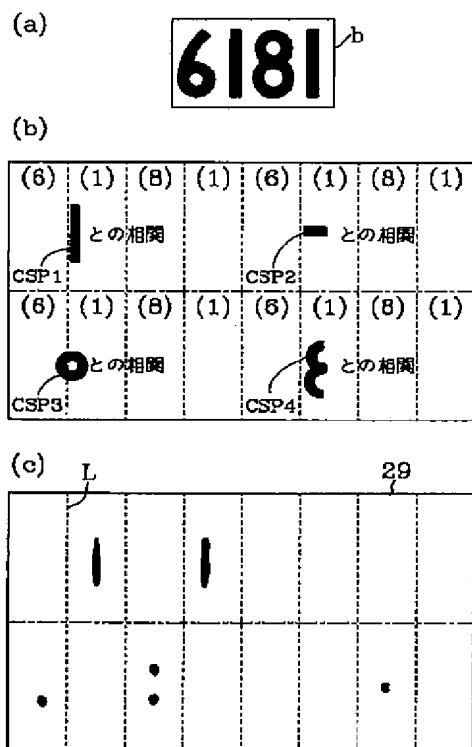 (a)
6181
b
(b)
(6) (1) (8) (1) (6) (1) (8) (1)
との相関 との相関
CSP1 CSP2
(6) (1) (8) (1) (6) (1) (8) (1)
との相関 との相関
CSP3 CSP4
(c)
L 29